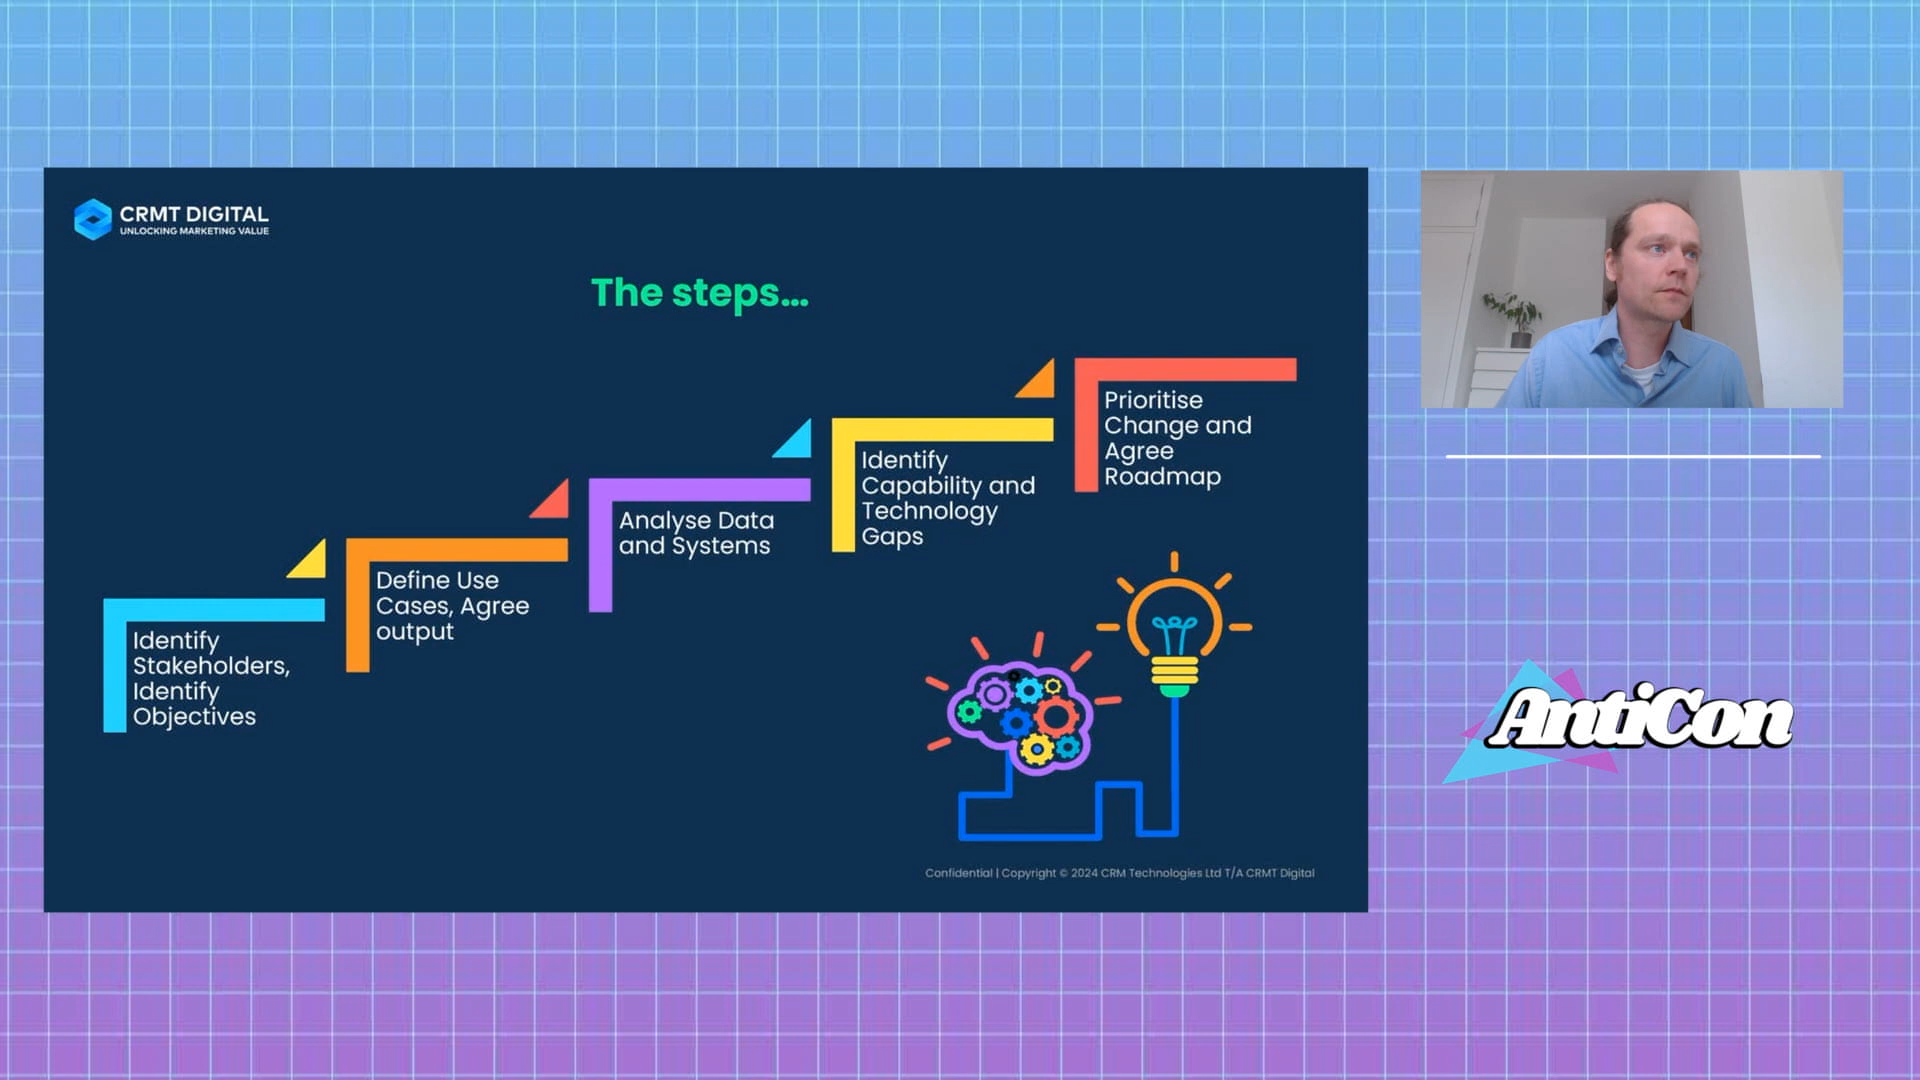 CRMT DIGITAL
UNLOCKING MARKETING VALUE
The steps...
Identify
Stakeholders,
Identify
Objectives
Define Use
Cases, Agree
output
Analyse Data
and Systems
Identify
Capability and
Technology
Gaps
Prioritise
Change and
Agree
Roadmap
Confidential | Copyright © 2024 CRM Technologies Ltd T/A CRMT Digital
AntiCon